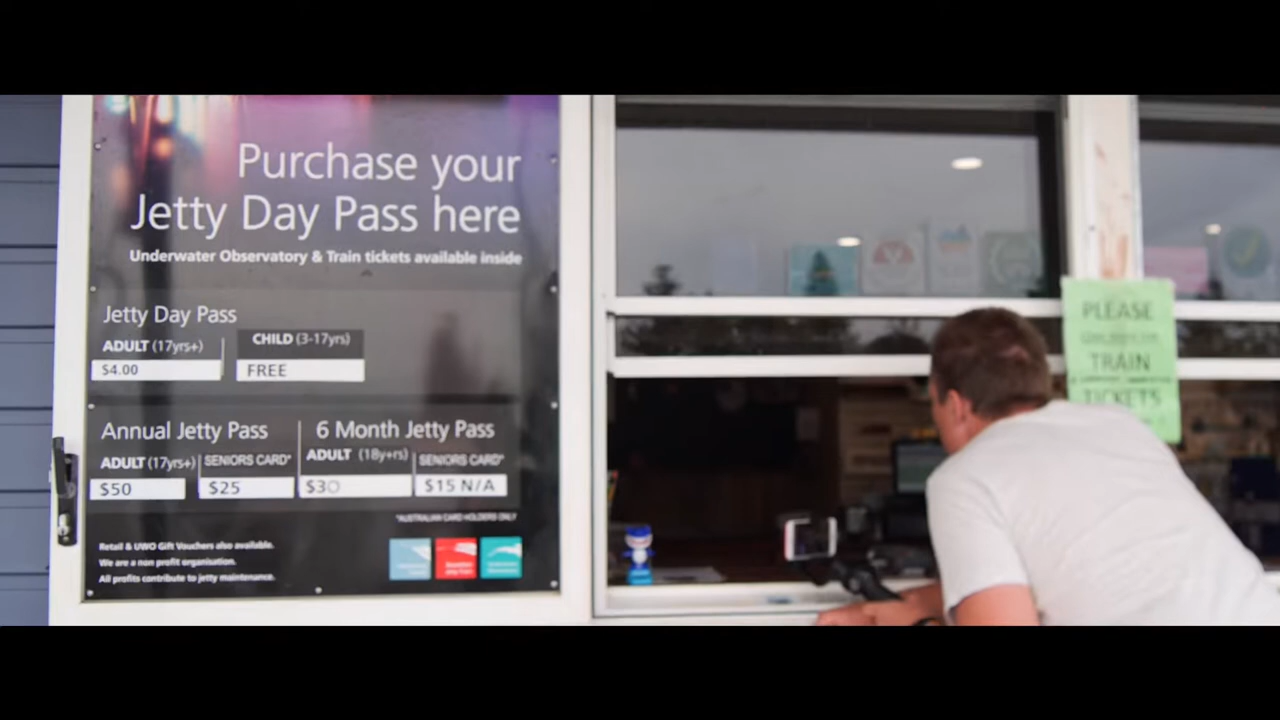 Purchase your
Jetty Day Pass here
Underwater Observatory & Train tickets available inside
Jetty Day Pass
ADULT (17yrs+)
CHILD (3-17yrs)
$4.00
FREE
Annual Jetty Pass
6 Month Jetty Pass
ADULT (17yrs+)
SENIORS CARD*
ADULT (18y+rs)
SENIORS CARD*
$50
$25
$30
$15 N/A
*AUSTRALIAN CARD HOLDERS ONLY
Retail & UWO Gift Vouchers also available.
We are a non profit organisation.
All profits contribute to jetty maintenance.
PLEASE
TRAIN
TICKETS